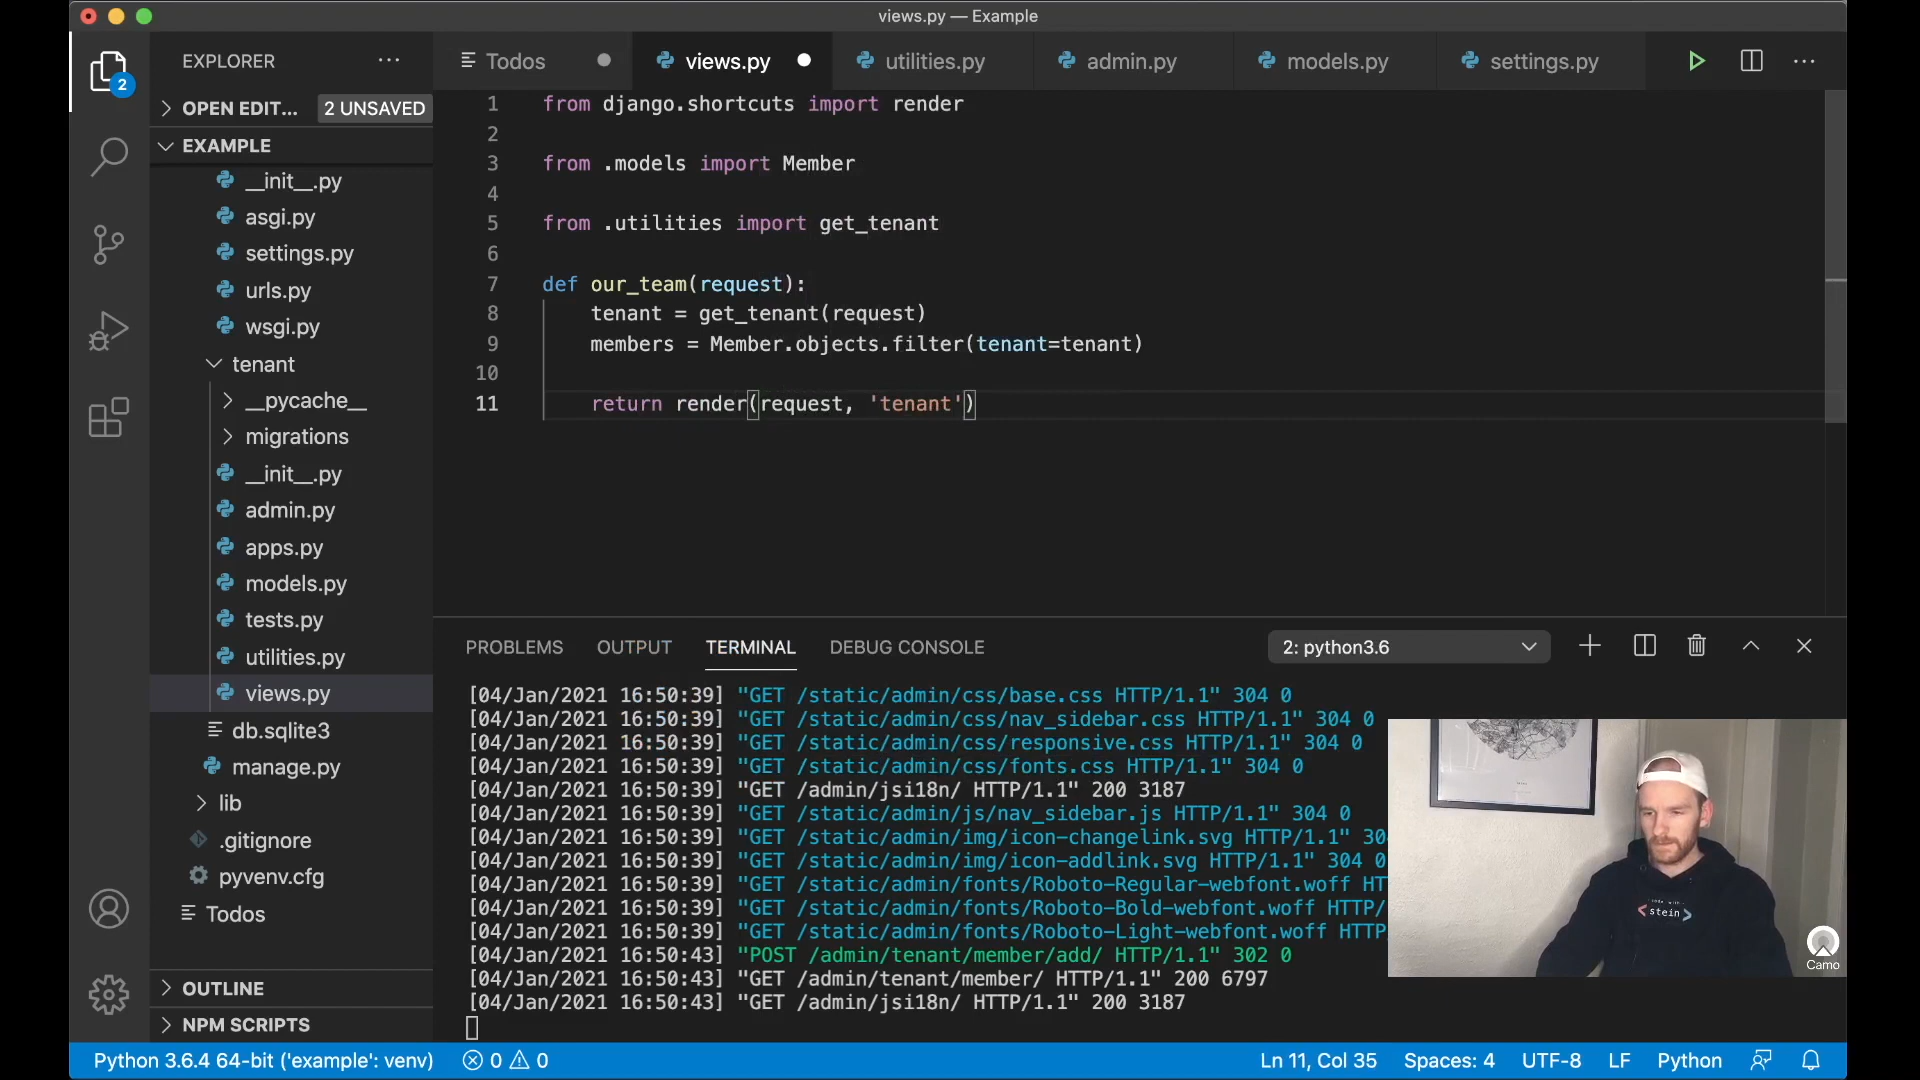 views.py — Example
EXPLORER
Todos
views.py
utilities.py
admin.py
models.py
settings.py
OPEN EDIT... 2 UNSAVED
EXAMPLE
__init__.py
asgi.py
settings.py
urls.py
wsgi.py
tenant
__pycache__
migrations
__init__.py
admin.py
apps.py
models.py
tests.py
utilities.py
views.py
db.sqlite3
manage.py
lib
.gitignore
pyvenv.cfg
Todos
OUTLINE
NPM SCRIPTS
2
1 from django.shortcuts import render
2
3 from .models import Member
4
5 from .utilities import get_tenant
6
7 def our_team(request):
8 tenant = get_tenant(request)
9 members = Member.objects.filter(tenant=tenant)
10
11 return render(request, 'tenant')
PROBLEMS OUTPUT TERMINAL DEBUG CONSOLE
2: python3.6
[04/Jan/2021 16:50:39] "GET /static/admin/css/base.css HTTP/1.1" 304 0
[04/Jan/2021 16:50:39] "GET /static/admin/css/nav_sidebar.css HTTP/1.1" 304 0
[04/Jan/2021 16:50:39] "GET /static/admin/css/responsive.css HTTP/1.1" 304 0
[04/Jan/2021 16:50:39] "GET /static/admin/css/fonts.css HTTP/1.1" 304 0
[04/Jan/2021 16:50:39] "GET /admin/jsi18n/ HTTP/1.1" 200 3187
[04/Jan/2021 16:50:39] "GET /static/admin/js/nav_sidebar.js HTTP/1.1" 304 0
[04/Jan/2021 16:50:39] "GET /static/admin/img/icon-changelink.svg HTTP/1.1" 30
[04/Jan/2021 16:50:39] "GET /static/admin/img/icon-addlink.svg HTTP/1.1" 304 0
[04/Jan/2021 16:50:39] "GET /static/admin/fonts/Roboto-Regular-webfont.woff HT
[04/Jan/2021 16:50:39] "GET /static/admin/fonts/Roboto-Bold-webfont.woff HTTP/
[04/Jan/2021 16:50:39] "GET /static/admin/fonts/Roboto-Light-webfont.woff HTTP
[04/Jan/2021 16:50:43] "POST /admin/tenant/member/add/ HTTP/1.1" 302 0
[04/Jan/2021 16:50:43] "GET /admin/tenant/member/ HTTP/1.1" 200 6797
[04/Jan/2021 16:50:43] "GET /admin/jsi18n/ HTTP/1.1" 200 3187
<stein>
Camo
Python 3.6.4 64-bit ('example': venv) 0 0
Ln 11, Col 35 Spaces: 4 UTF-8 LF Python